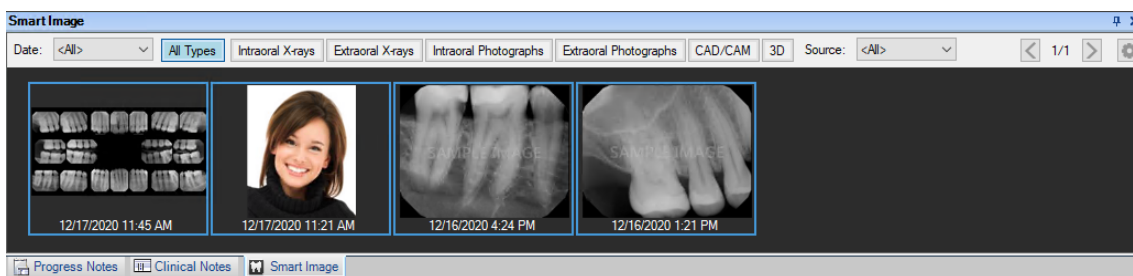 Smart Image
Date: <All> All Types Intraoral X-rays Extraoral X-rays Intraoral Photographs Extraoral Photographs CAD/CAM 3D Source: <All> 1/1
SAMPLE IMAGE SAMPLE IMAGE
12/17/2020 11:45 AM 12/17/2020 11:21 AM 12/16/2020 4:24 PM 12/16/2020 1:21 PM
Progress Notes Clinical Notes Smart Image